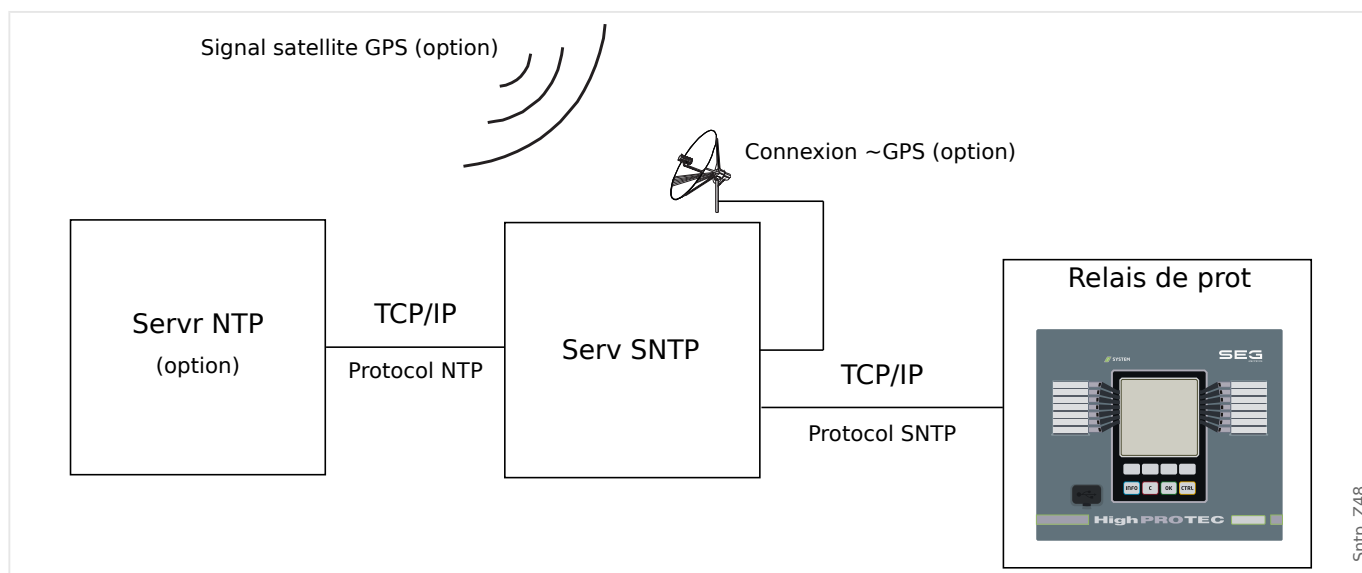 Signal satellite GPS (option)
Connexion ~GPS (option)
Servr NTP
(option)
TCP/IP
Protocol NTP
Serv SNTP
TCP/IP
Protocol SNTP
Relais de prot
SYSTEM
SEG
INFO
C
OK
CTRL
HighPROTEC
Sntp_Z48